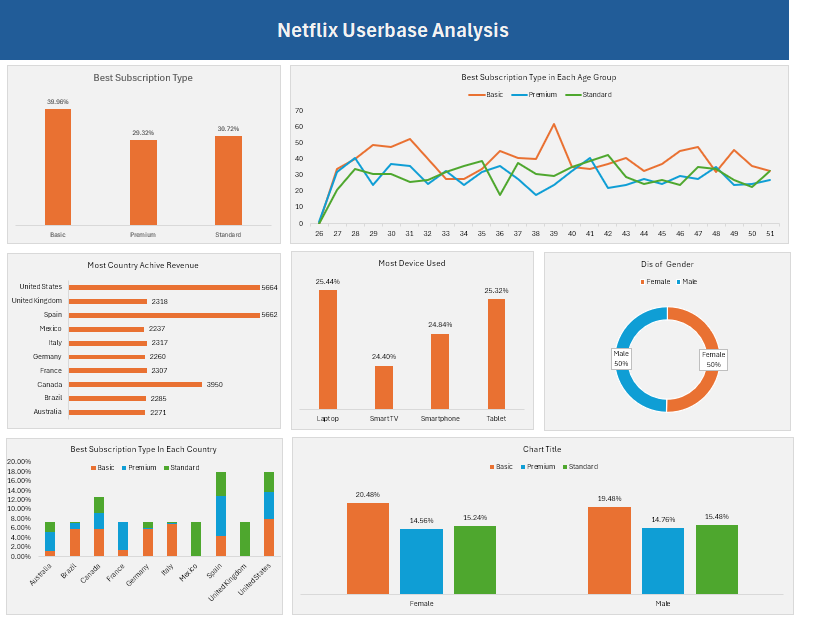 Netflix Userbase Analysis
Best Subscription Type
39.96%
29.32%
30.72%
Basic Premium Standard
Best Subscription Type in Each Age Group
Basic Premium Standard
70
60
50
40
30
20
10
0
26 27 28 29 30 31 32 33 34 35 36 37 38 39 40 41 42 43 44 45 46 47 48 49 50 51
Most Country Achive Revenue
United States 5664
United Kingdom 2318
Spain 5662
Mexico 2237
Italy 2317
Germany 2260
France 2307
Canada 3950
Brazil 2285
Australia 2271
Most Device Used
25.44%
24.40%
24.84%
25.32%
Laptop SmartTV Smartphone Tablet
Dis of Gender
Female Male
Male
50%
Female
50%
Best Subscription Type In Each Country
Basic Premium Standard
20.00%
18.00%
16.00%
14.00%
12.00%
10.00%
8.00%
6.00%
4.00%
2.00%
0.00%
Australia Brazil Canada France Germany Italy Mexico Spain United Kingdom United States
Chart Title
Basic Premium Standard
20.48%
14.56%
15.24%
19.48%
14.76%
15.48%
Female Male